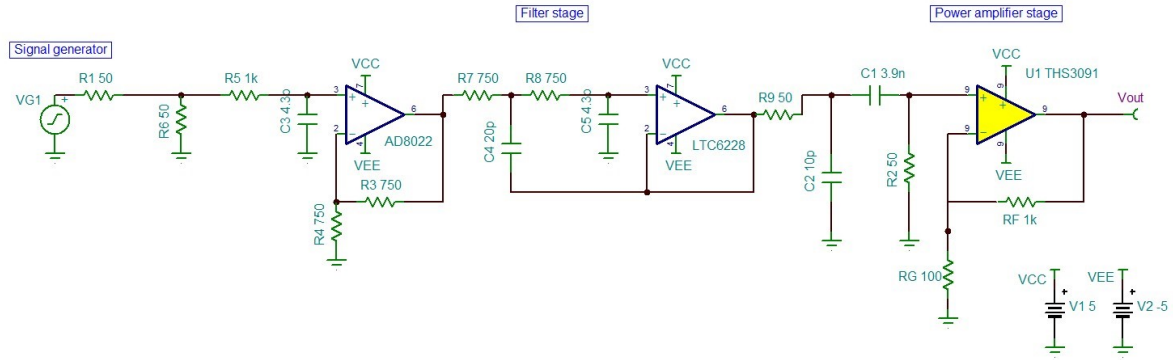 Filter stage
Power amplifier stage
Signal generator
VG1
+
R1 50
R6 50
R5 1k
C3 4.3p
VCC
3
2
7
6
4
+
+
AD8022
VEE
R3 750
R4 750
R7 750
R8 750
C4 20p
C5 4.3p
VCC
3
2
7
6
4
+
+
LTC6228
VEE
R9 50
C2 10p
C1 3.9n
R2 50
VCC
U1 THS3091
9
9
9
9
9
+
+
VEE
Vout
RF 1k
RG 100
VCC
+
V1 5
VEE
+
V2 -5